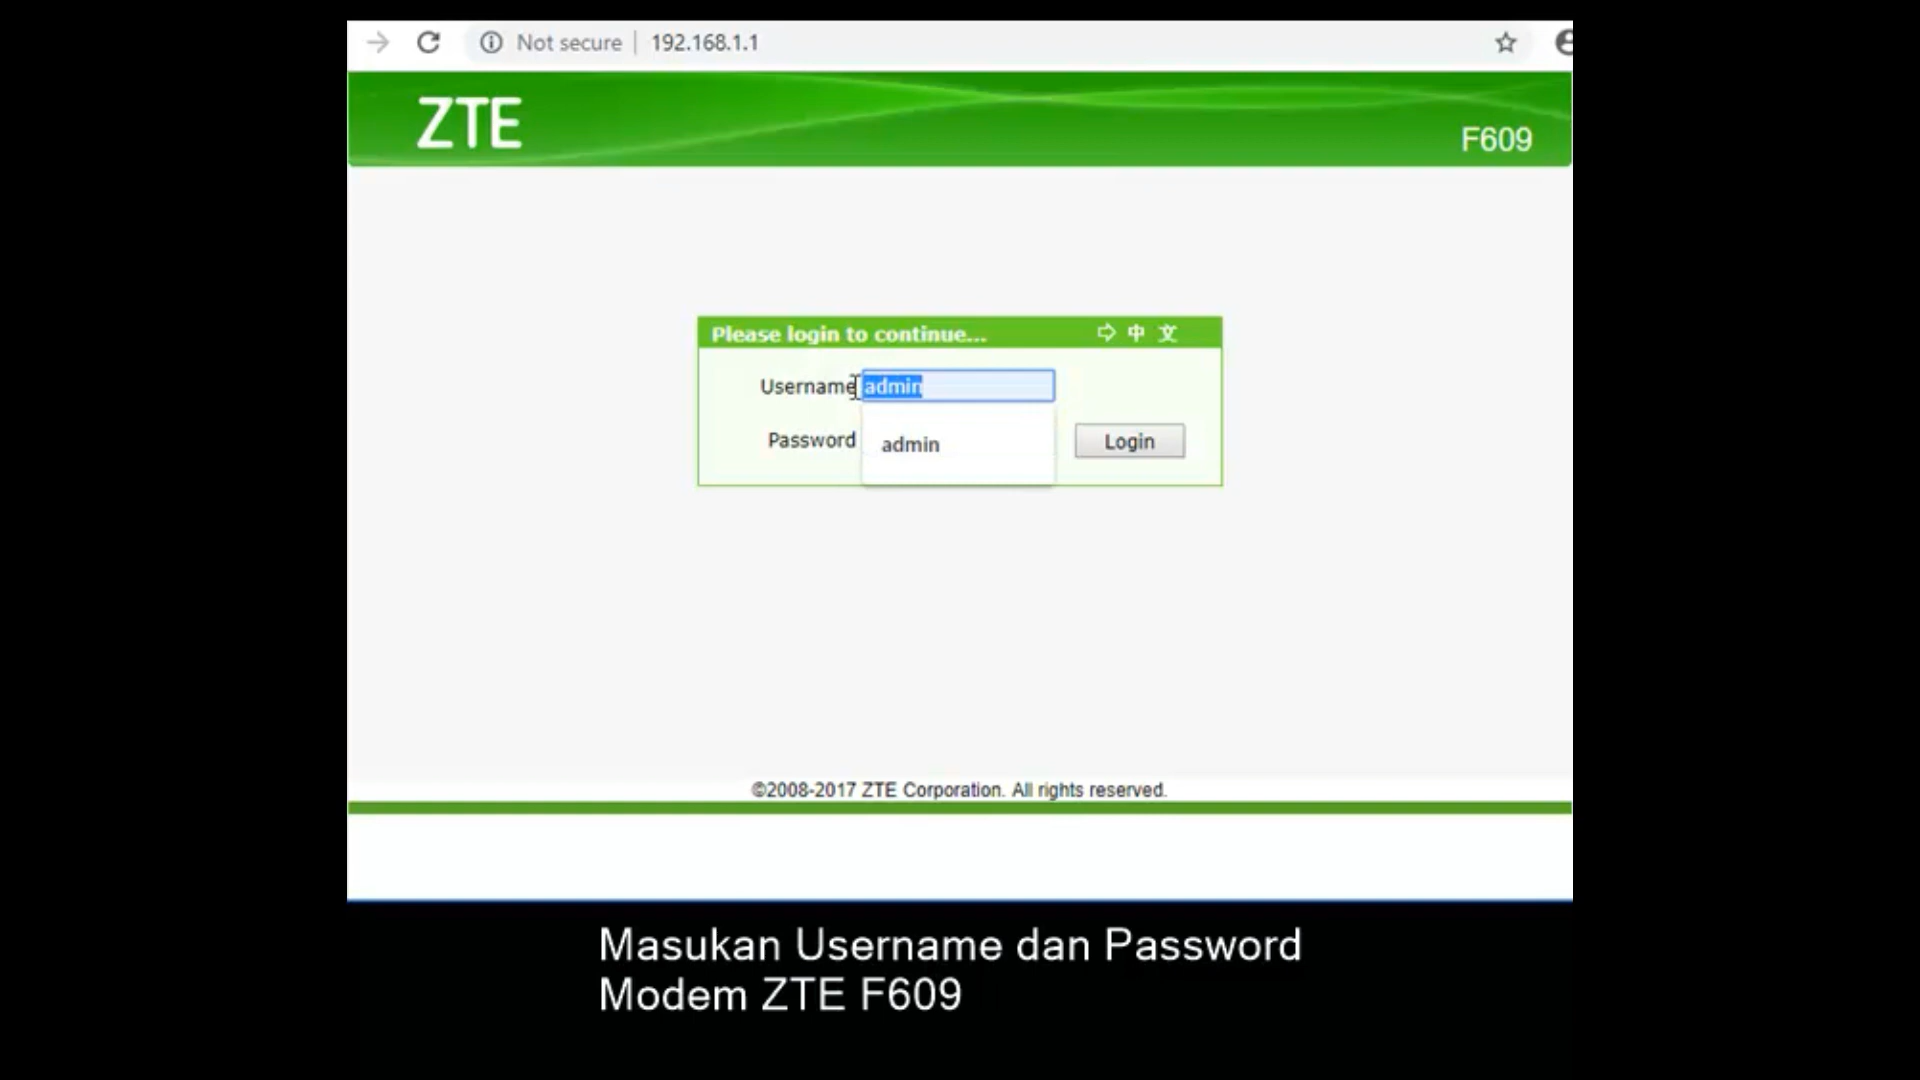 Not secure | 192.168.1.1
ZTE
F609
Please login to continue... ⇨ 中 文
Username admin
Password admin Login
©2008-2017 ZTE Corporation. All rights reserved.
Masukan Username dan Password
Modem ZTE F609